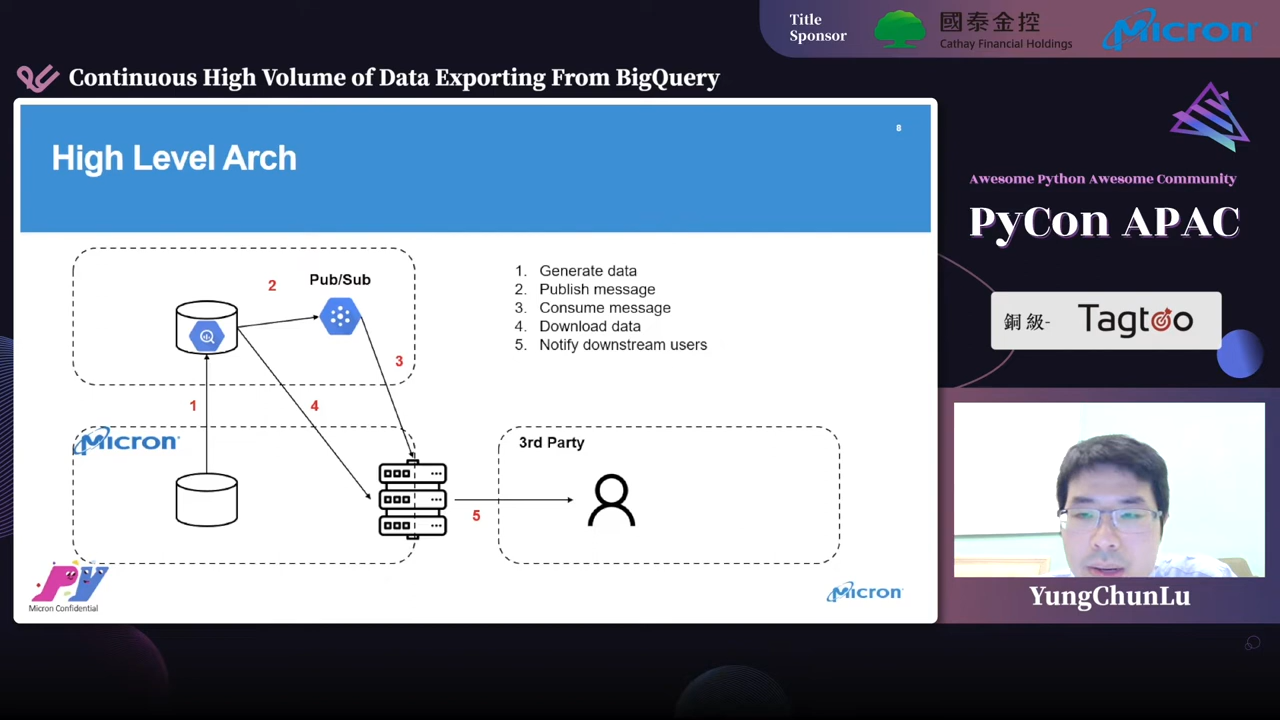 Title
Sponsor
國泰金控
Cathay Financial Holdings
Micron
Continuous High Volume of Data Exporting From BigQuery
8
High Level Arch
Awesome Python Awesome Community
PyCon APAC
銅級- Tagtoo
Pub/Sub
2
3
1
4
1. Generate data
2. Publish message
3. Consume message
4. Download data
5. Notify downstream users
Micron
3rd Party
5
PY
Micron Confidential
Micron
YungChunLu